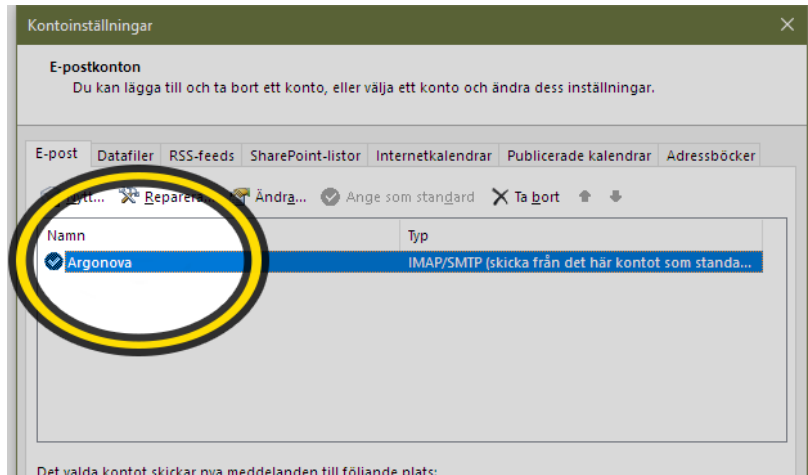 Kontoinställningar
E-postkonton
Du kan lägga till och ta bort ett konto, eller välja ett konto och ändra dess inställningar.
E-post Datafiler RSS-feeds SharePoint-listor Internetkalendrar Publicerade kalendrar Adressböcker
Reparera... Ändra... Ange som standard Ta bort
Namn Typ
Argonova IMAP/SMTP (skicka från det här kontot som standa...
Det valda kontot skickar nya meddelanden till följande plats: